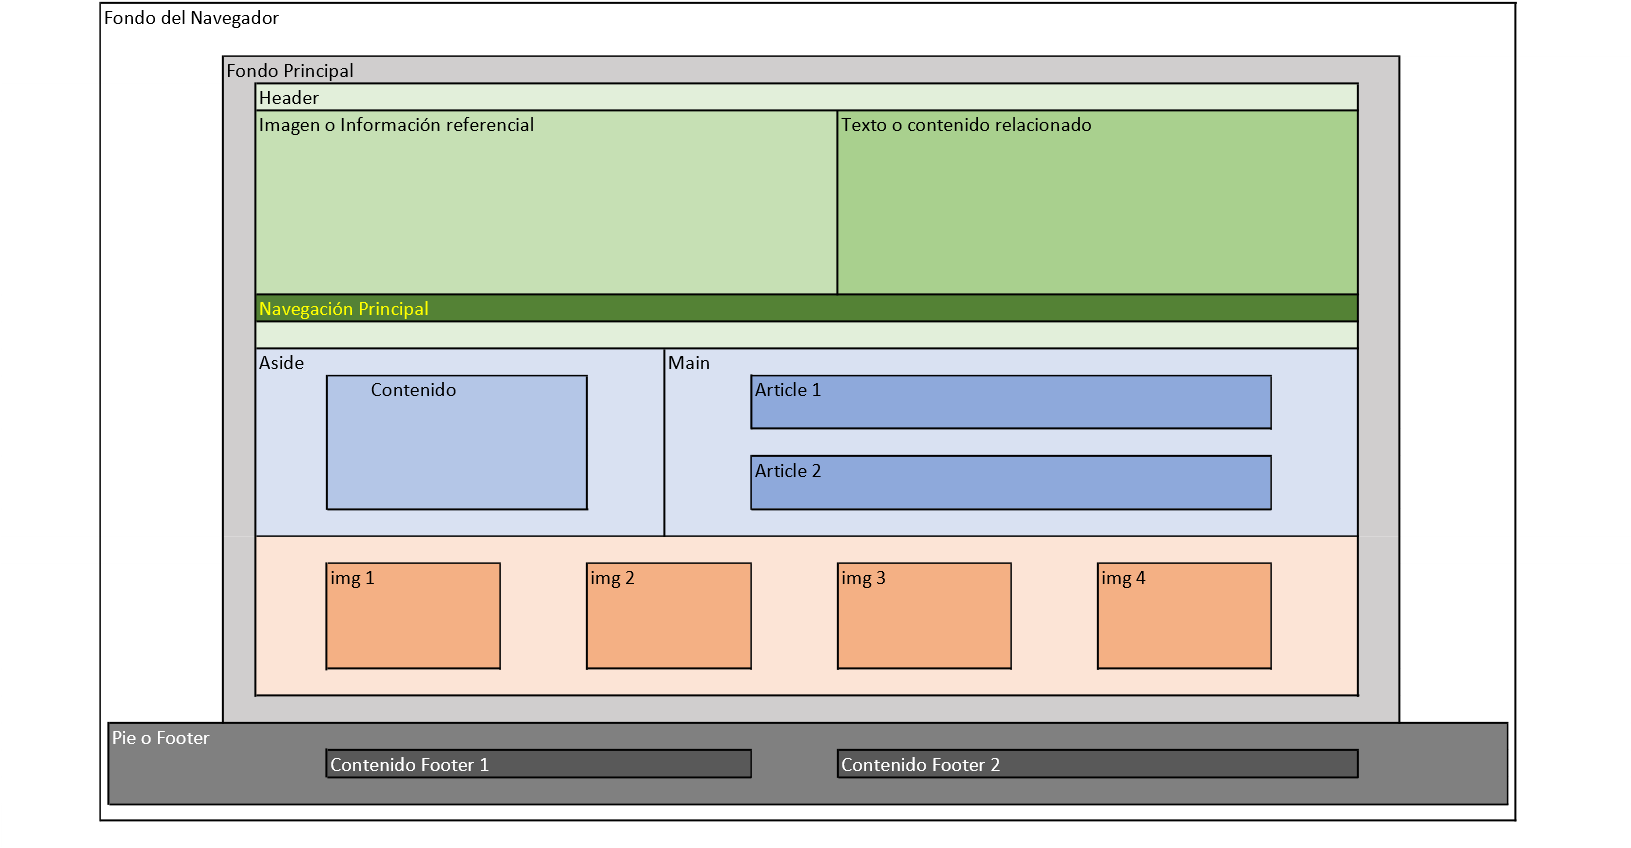 Fondo del Navegador
Fondo Principal
Header
Imagen o Información referencial
Texto o contenido relacionado
Navegación Principal
Aside
Main
Contenido
Article 1
Article 2
img 1
img 2
img 3
img 4
Pie o Footer
Contenido Footer 1
Contenido Footer 2